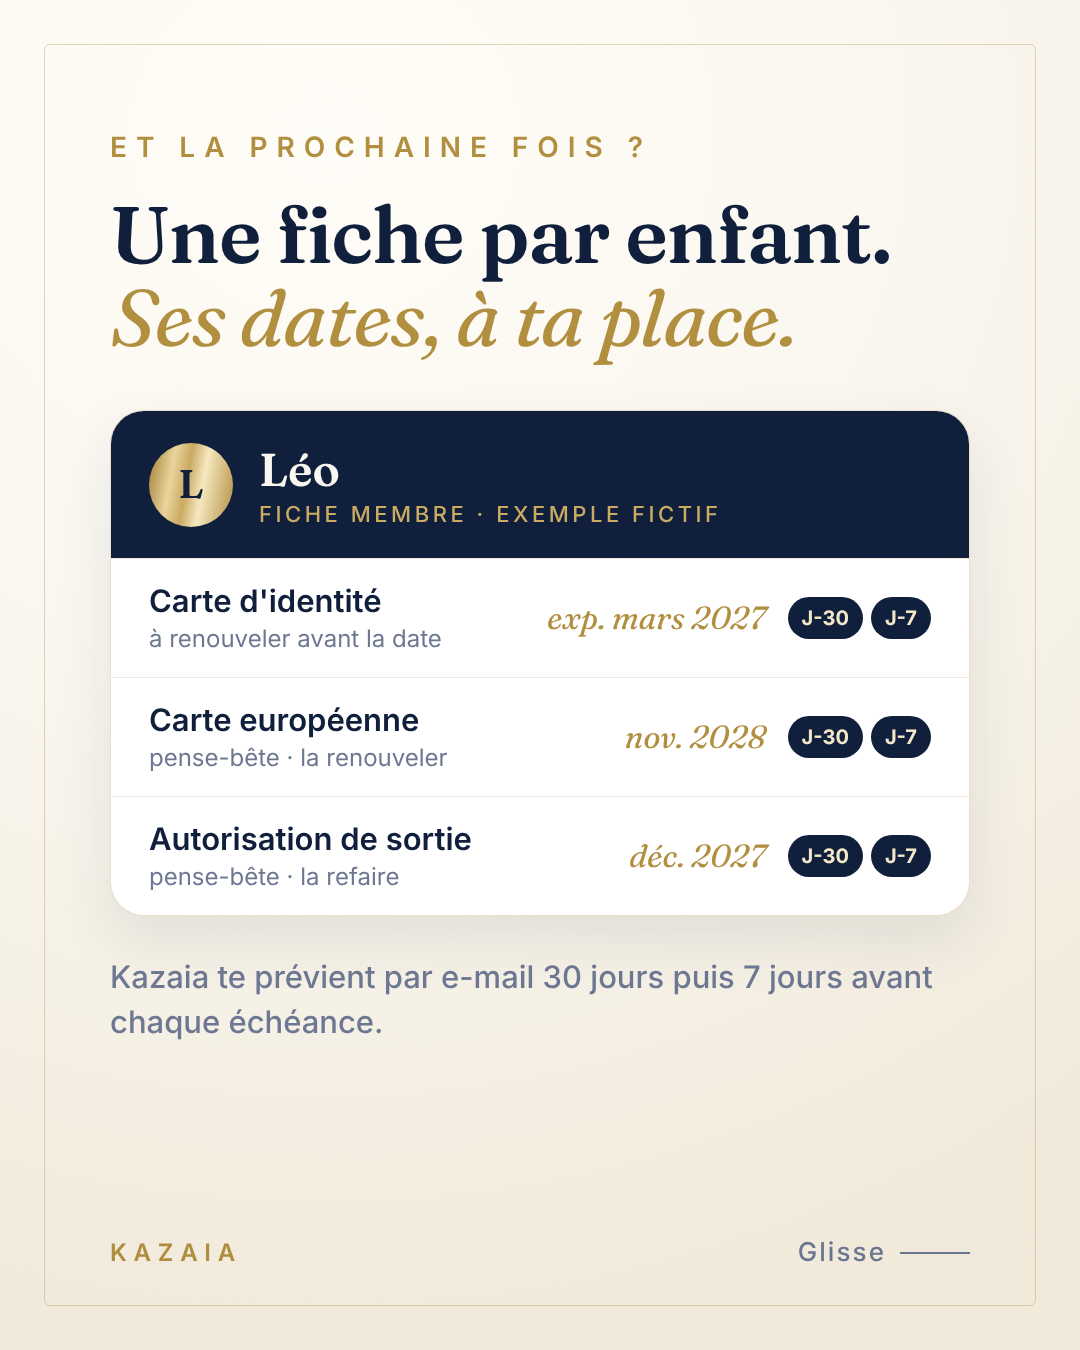 ET LA PROCHAINE FOIS ?
Une fiche par enfant.
Ses dates, à ta place.
L
Léo
FICHE MEMBRE · EXEMPLE FICTIF
Carte d'identité
à renouveler avant la date
exp. mars 2027 J-30 J-7
Carte européenne
pense-bête · la renouveler
nov. 2028 J-30 J-7
Autorisation de sortie
pense-bête · la refaire
déc. 2027 J-30 J-7
Kazaia te prévient par e-mail 30 jours puis 7 jours avant
chaque échéance.
KAZAIA
Glisse